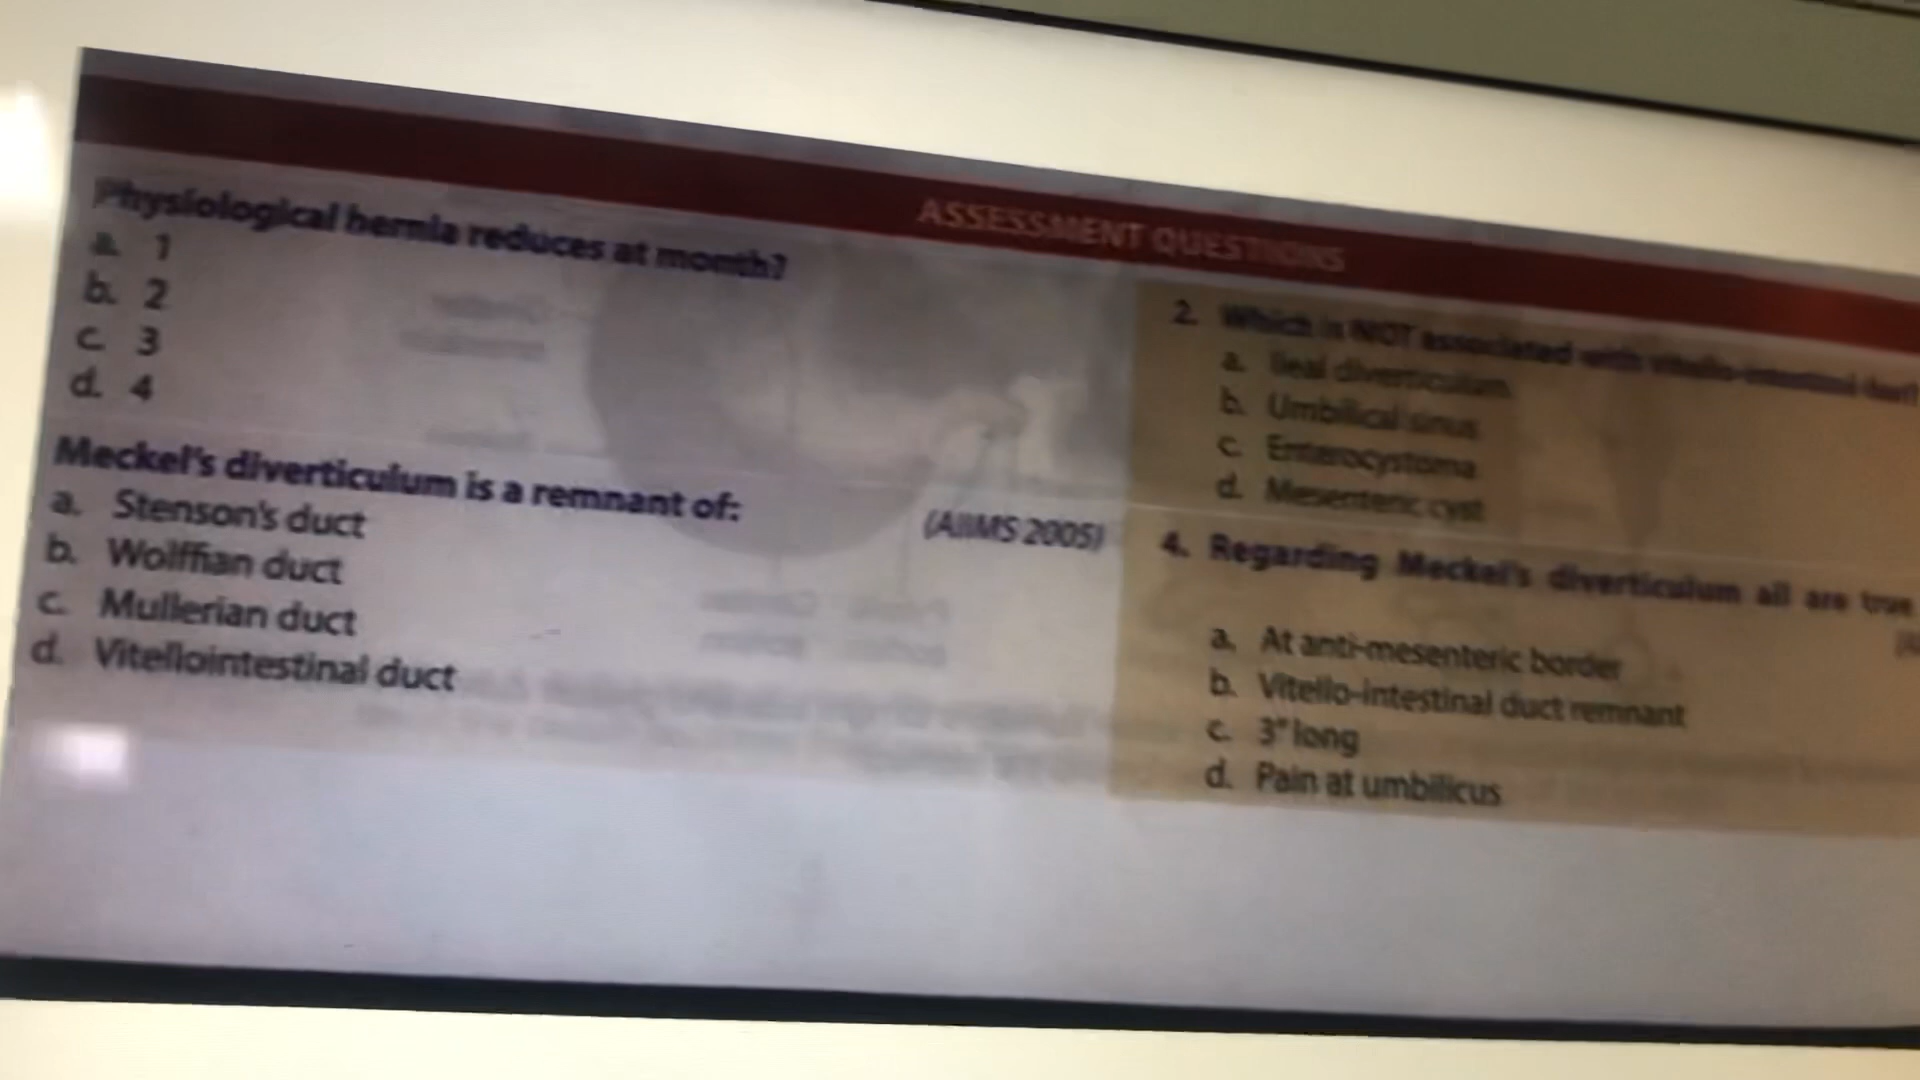 ASSESSMENT QUESTIONS
Physiological hernia reduces at month?
a. 1
b. 2
c. 3
d. 4
Meckel's diverticulum is a remnant of:
(AIIMS 2005)
a. Stenson's duct
b. Wolffian duct
c. Mullerian duct
d. Vitellointestinal duct
2. Which is NOT associated with vitello-intestinal duct?
a. Ileal diverticulum
b. Umbilical sinus
c. Enterocystoma
d. Mesenteric cyst
4. Regarding Meckel's diverticulum all are true
a. At anti-mesenteric border
b. Vitello-intestinal duct remnant
c. 3" long
d. Pain at umbilicus